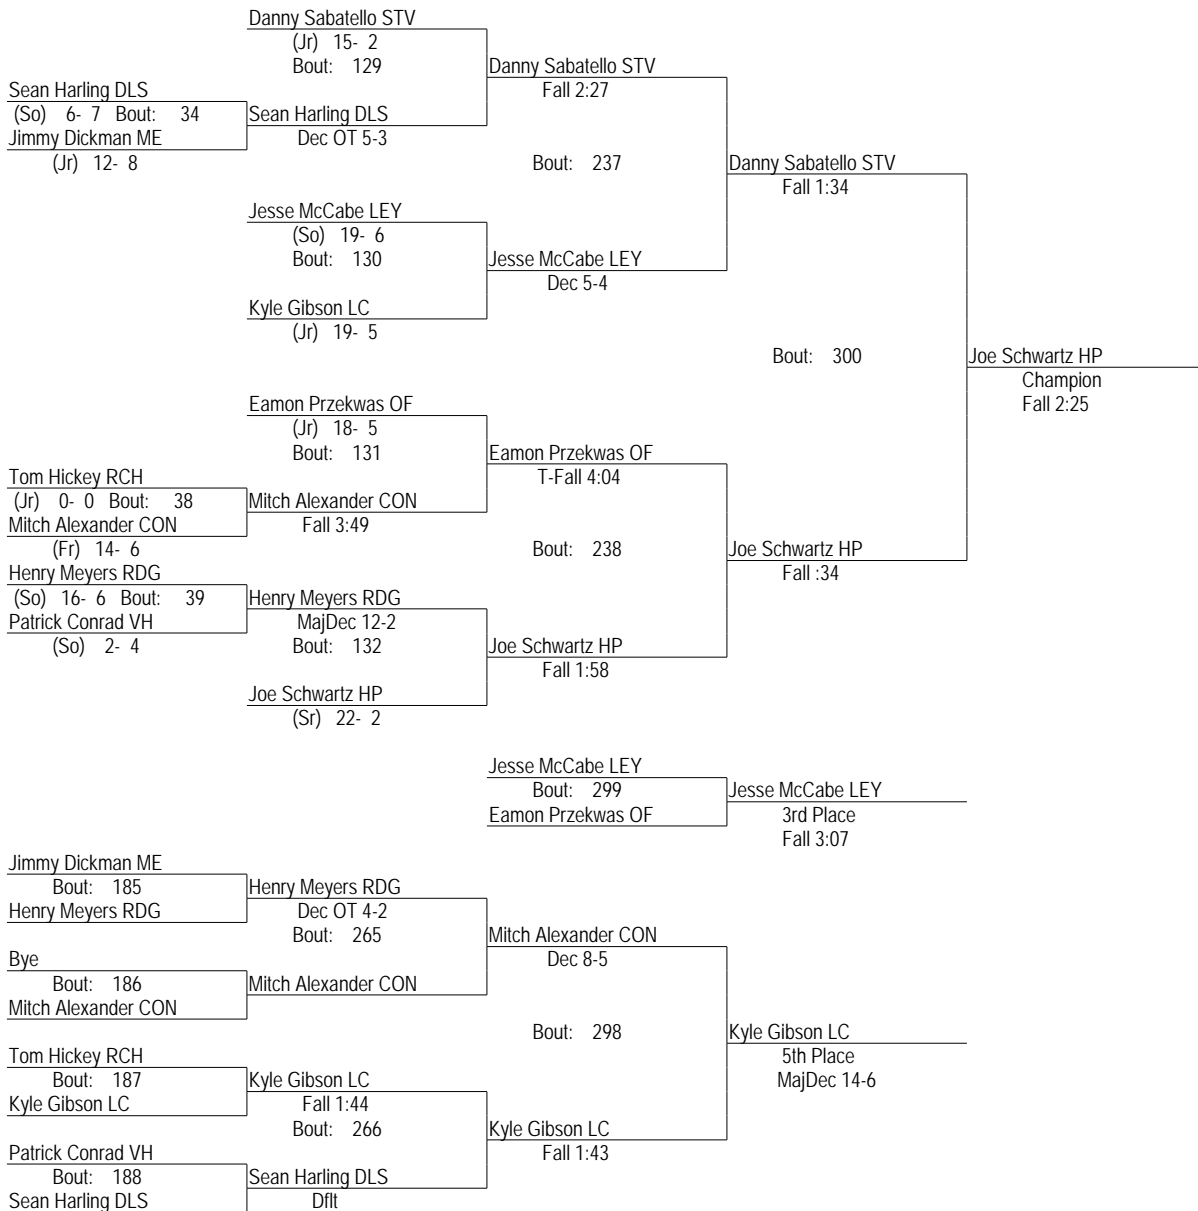 Danny Sabatello STV
(Jr) 15- 2
Bout: 129
Danny Sabatello STV
Fall 2:27
Sean Harling DLS
(So) 6- 7 Bout: 34
Sean Harling DLS
Jimmy Dickman ME
Dec OT 5-3
(Jr) 12- 8
Bout: 237
Danny Sabatello STV
Fall 1:34
Jesse McCabe LEY
(So) 19- 6
Bout: 130
Jesse McCabe LEY
Dec 5-4
Kyle Gibson LC
(Jr) 19- 5
Bout: 300
Joe Schwartz HP
Champion
Fall 2:25
Eamon Przekwas OF
(Jr) 18- 5
Bout: 131
Eamon Przekwas OF
T-Fall 4:04
Tom Hickey RCH
(Jr) 0- 0 Bout: 38
Mitch Alexander CON
Mitch Alexander CON
Fall 3:49
(Fr) 14- 6
Bout: 238
Joe Schwartz HP
Fall :34
Henry Meyers RDG
(So) 16- 6 Bout: 39
Henry Meyers RDG
Patrick Conrad VH
MajDec 12-2
(So) 2- 4
Bout: 132
Joe Schwartz HP
Fall 1:58
Joe Schwartz HP
(Sr) 22- 2
Jesse McCabe LEY
Bout: 299
Jesse McCabe LEY
Eamon Przekwas OF
3rd Place
Fall 3:07
Jimmy Dickman ME
Bout: 185
Henry Meyers RDG
Henry Meyers RDG
Dec OT 4-2
Bout: 265
Mitch Alexander CON
Dec 8-5
Bye
Bout: 186
Mitch Alexander CON
Mitch Alexander CON
Bout: 298
Kyle Gibson LC
5th Place
MajDec 14-6
Tom Hickey RCH
Bout: 187
Kyle Gibson LC
Kyle Gibson LC
Fall 1:44
Bout: 266
Kyle Gibson LC
Fall 1:43
Patrick Conrad VH
Bout: 188
Sean Harling DLS
Sean Harling DLS
Dflt